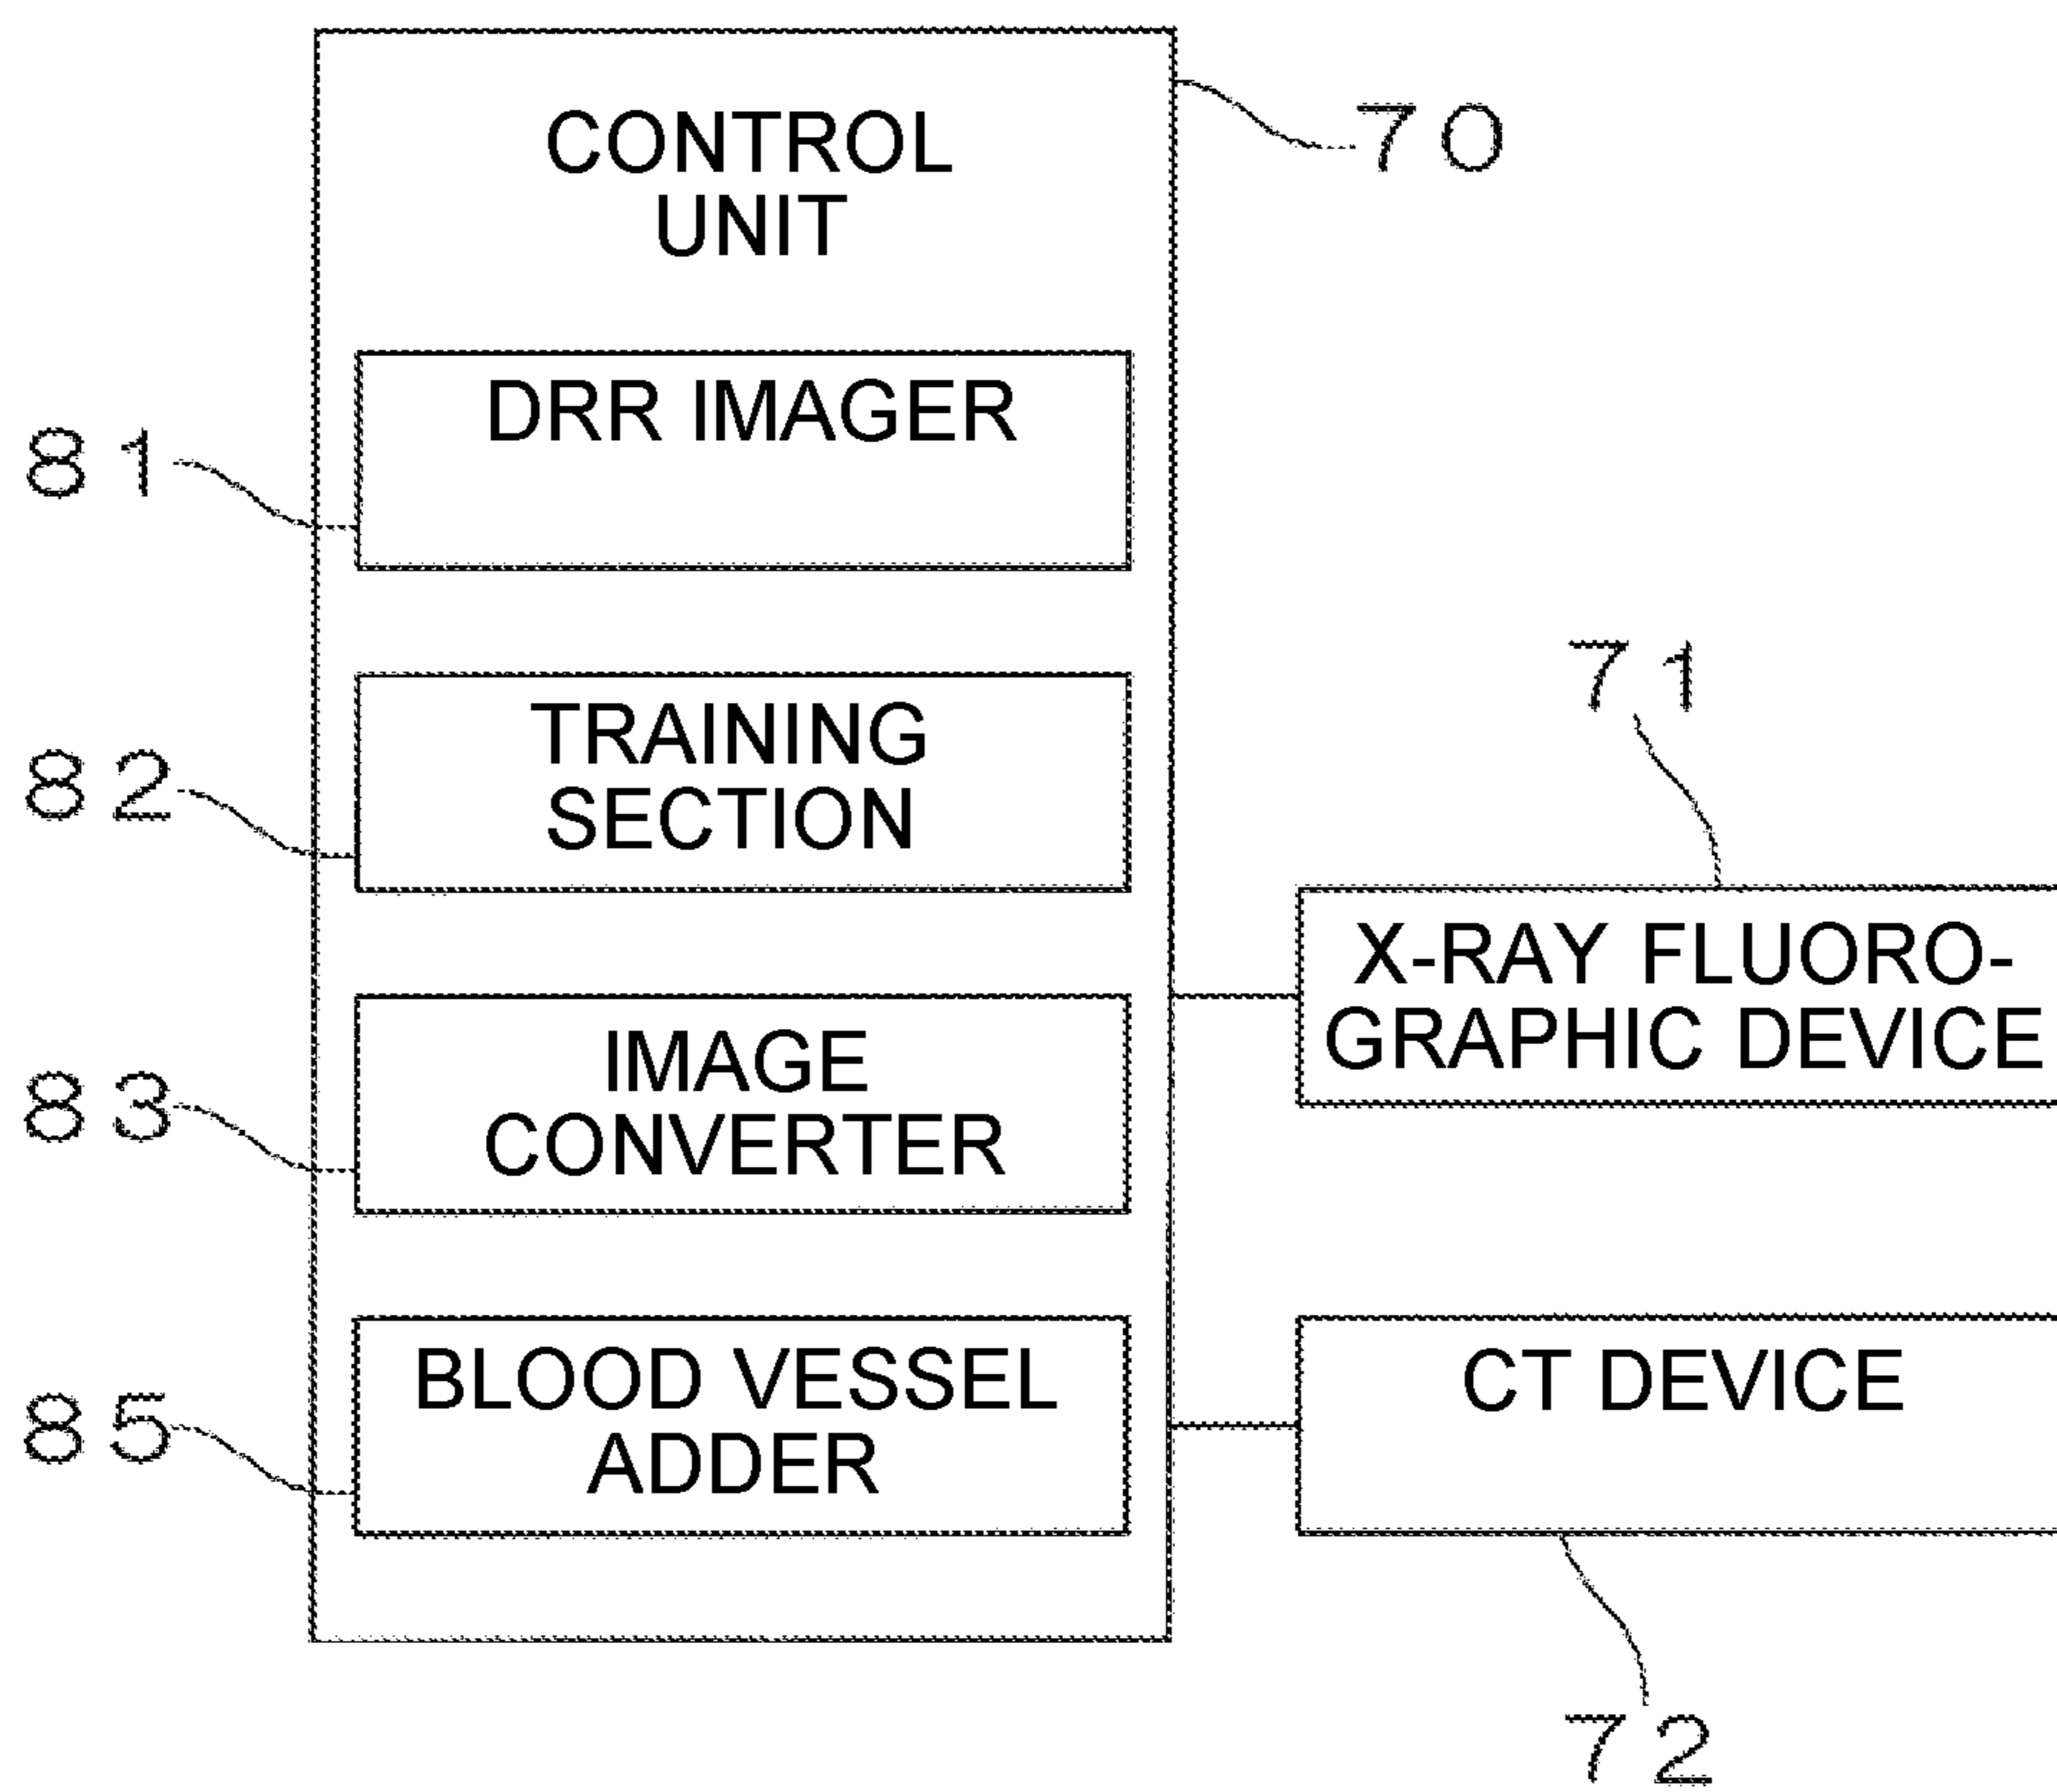 CONTROL
UNIT
70
DRR IMAGER
81
TRAINING
SECTION
82
71
X-RAY FLUORO-
GRAPHIC DEVICE
IMAGE
CONVERTER
83
BLOOD VESSEL
ADDER
85
CT DEVICE
72